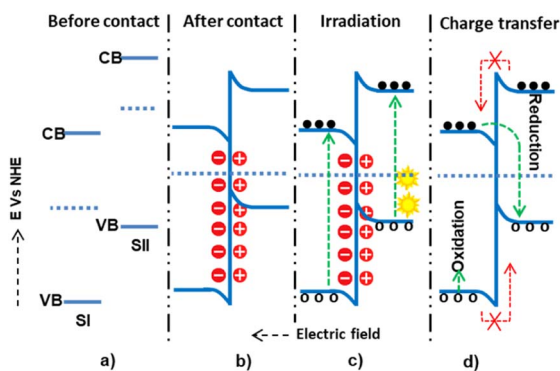 Before contact
After contact
Irradiation
Charge transfer
CB
CB
VB
SII
VB
SI
E Vs NHE
Oxidation
Reduction
Electric field
a)
b)
c)
d)